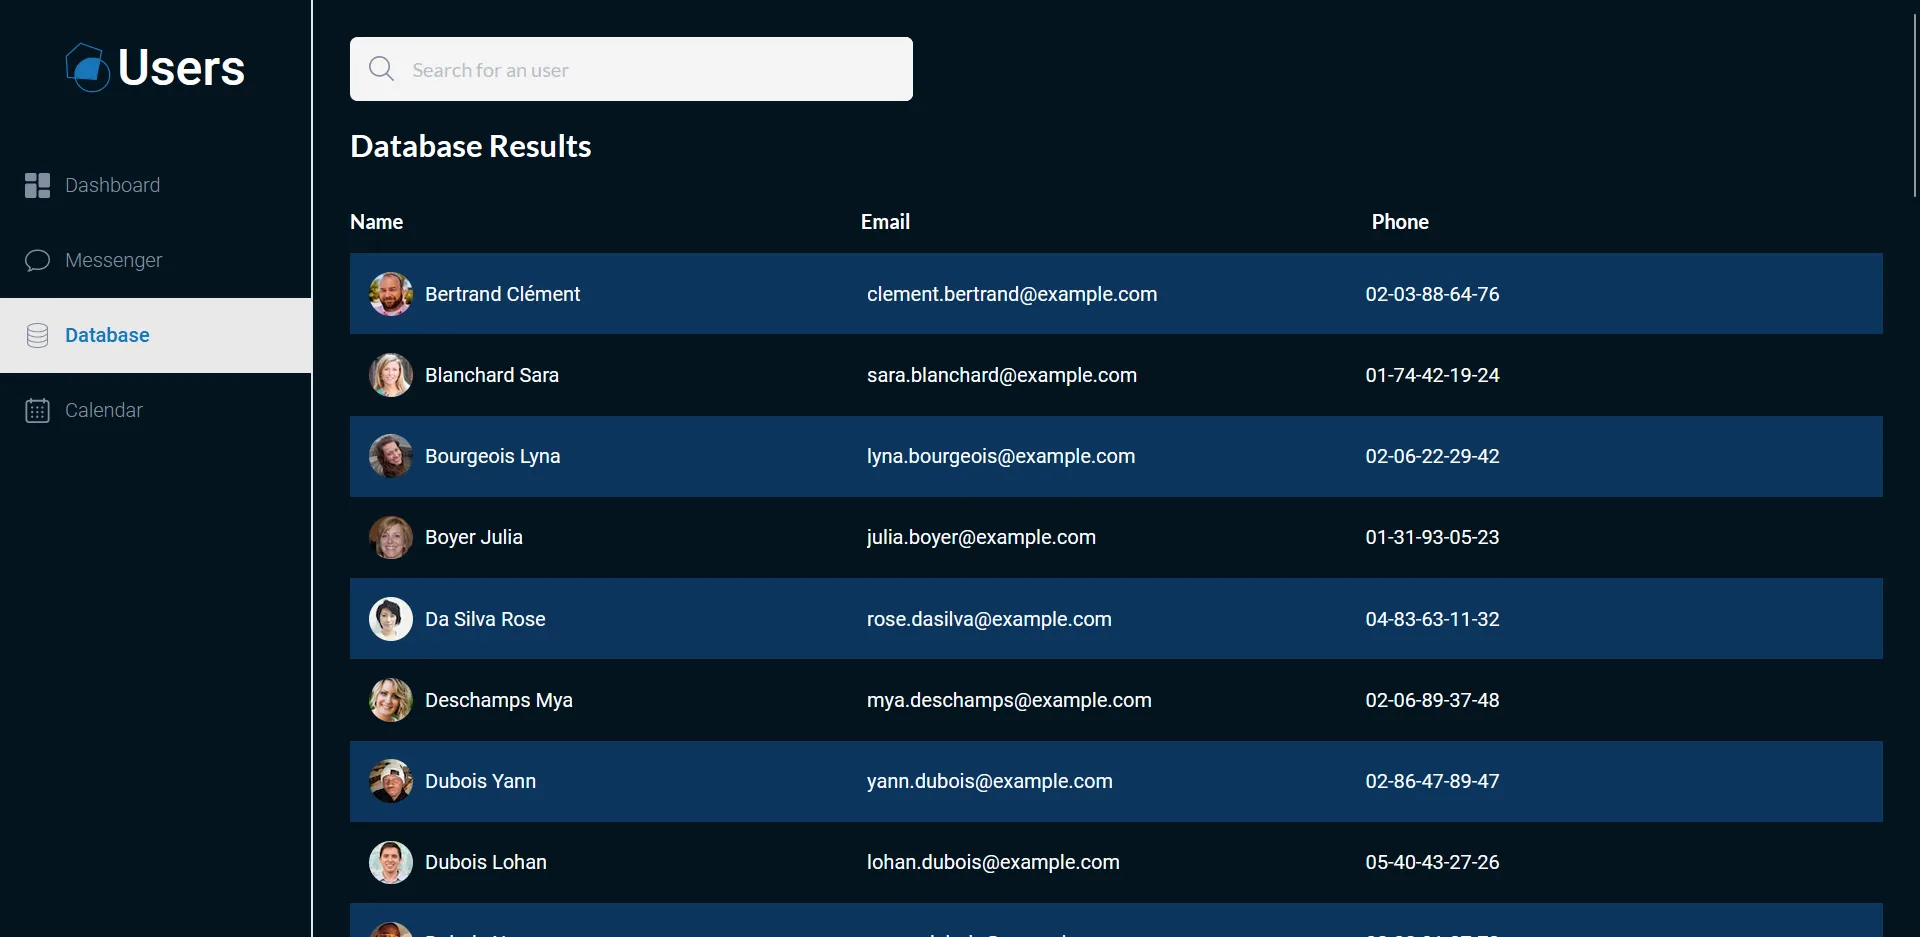 Users
Search for an user
Database Results
Dashboard
Messenger
Database
Calendar
Name Email Phone
Bertrand Clément clement.bertrand@example.com 02-03-88-64-76
Blanchard Sara sara.blanchard@example.com 01-74-42-19-24
Bourgeois Lyna lyna.bourgeois@example.com 02-06-22-29-42
Boyer Julia julia.boyer@example.com 01-31-93-05-23
Da Silva Rose rose.dasilva@example.com 04-83-63-11-32
Deschamps Mya mya.deschamps@example.com 02-06-89-37-48
Dubois Yann yann.dubois@example.com 02-86-47-89-47
Dubois Lohan lohan.dubois@example.com 05-40-43-27-26